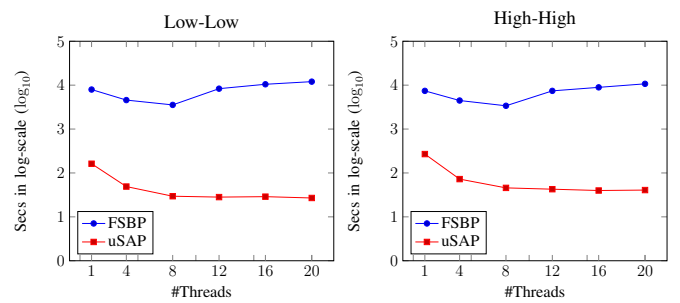 Low-Low
Secs in log-scale (log10)
5
4
3
2
1
0
FSBP
uSAP
1 4 8 12 16 20
#Threads
High-High
Secs in log-scale (log10)
5
4
3
2
1
0
FSBP
uSAP
1 4 8 12 16 20
#Threads